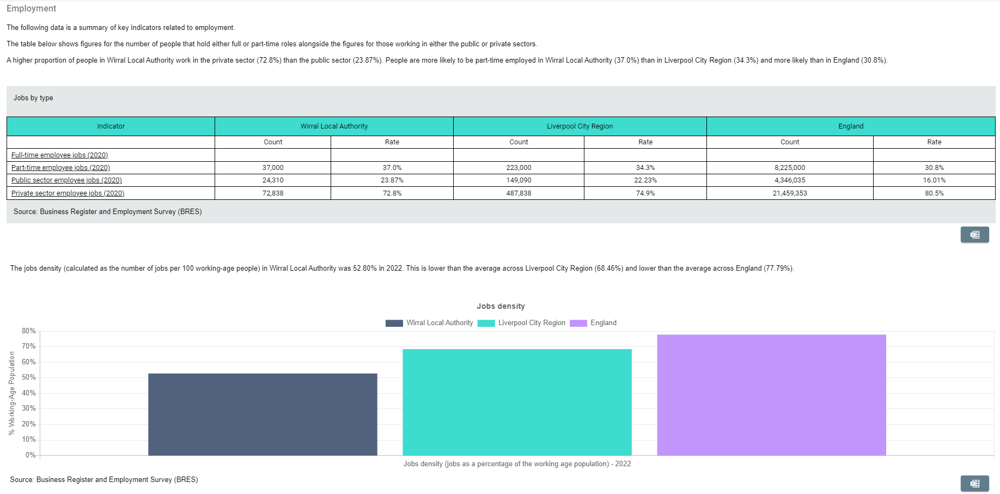 Employment
The following data is a summary of key indicators related to employment.
The table below shows figures for the number of people that hold either full or part-time roles alongside the figures for those working in either the public or private sectors.
A higher proportion of people in Wirral Local Authority work in the private sector (72.8%) than the public sector (23.87%). People are more likely to be part-time employed in Wirral Local Authority (37.0%) than in Liverpool City Region (34.3%) and more likely than in England (30.8%).
Jobs by type
Indicator Wirral Local Authority Liverpool City Region England
Count Rate Count Rate Count Rate
Full-time employee jobs (2020)
Part-time employee jobs (2020) 37,000 37.0% 223,000 34.3% 8,225,000 30.8%
Public sector employee jobs (2020) 24,310 23.87% 149,090 22.23% 4,346,035 16.01%
Private sector employee jobs (2020) 72,838 72.8% 487,838 74.9% 21,459,353 80.5%
Source: Business Register and Employment Survey (BRES)
The jobs density (calculated as the number of jobs per 100 working-age people) in Wirral Local Authority was 52.80% in 2022. This is lower than the average across Liverpool City Region (68.46%) and lower than the average across England (77.79%).
Jobs density
Wirral Local Authority Liverpool City Region England
% Working-Age Population
80%
70%
60%
50%
40%
30%
20%
10%
0%
Jobs density (jobs as a percentage of the working age population) - 2022
Source: Business Register and Employment Survey (BRES)